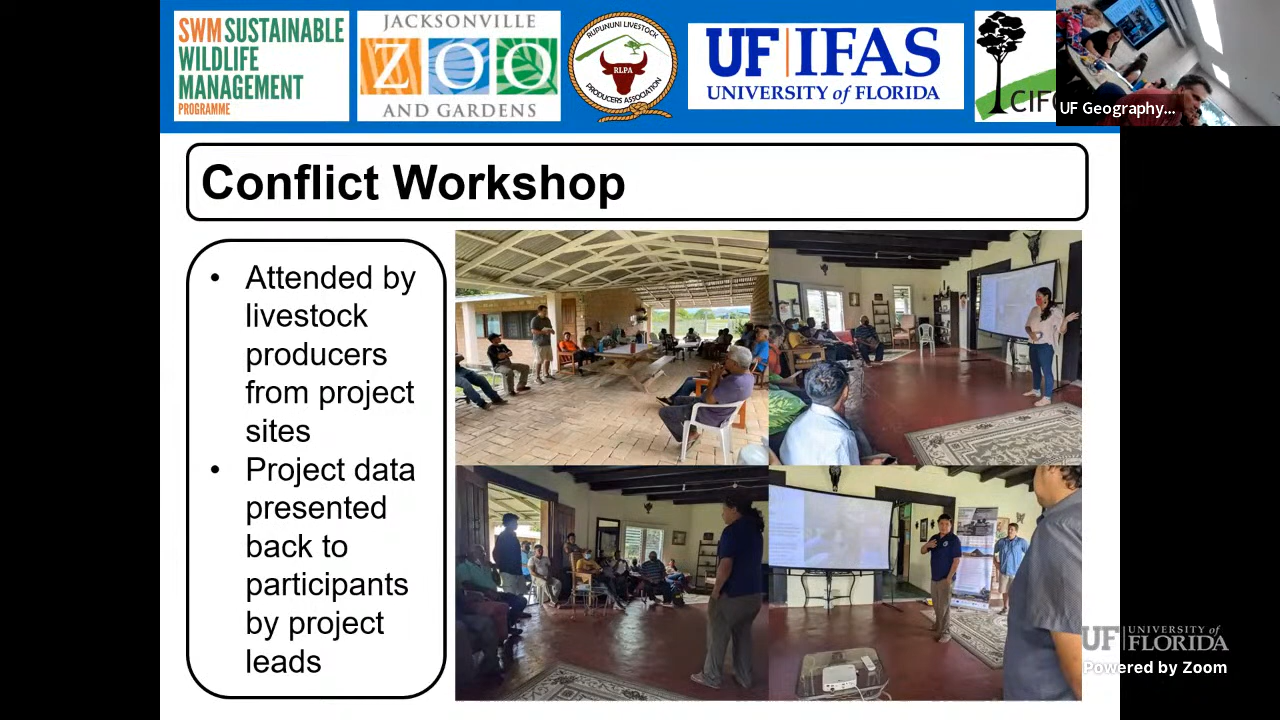 SWM SUSTAINABLE
WILDLIFE
MANAGEMENT
PROGRAMME
JACKSONVILLE
ZOO
AND GARDENS
RUPUNUNI LIVESTOCK
RLPA
PRODUCERS ASSOCIATION
UF|IFAS
UNIVERSITY of FLORIDA
UF Geography...
Conflict Workshop
• Attended by
livestock
producers
from project
sites
• Project data
presented
back to
participants
by project
leads
UF UNIVERSITY of
FLORIDA
Powered by Zoom